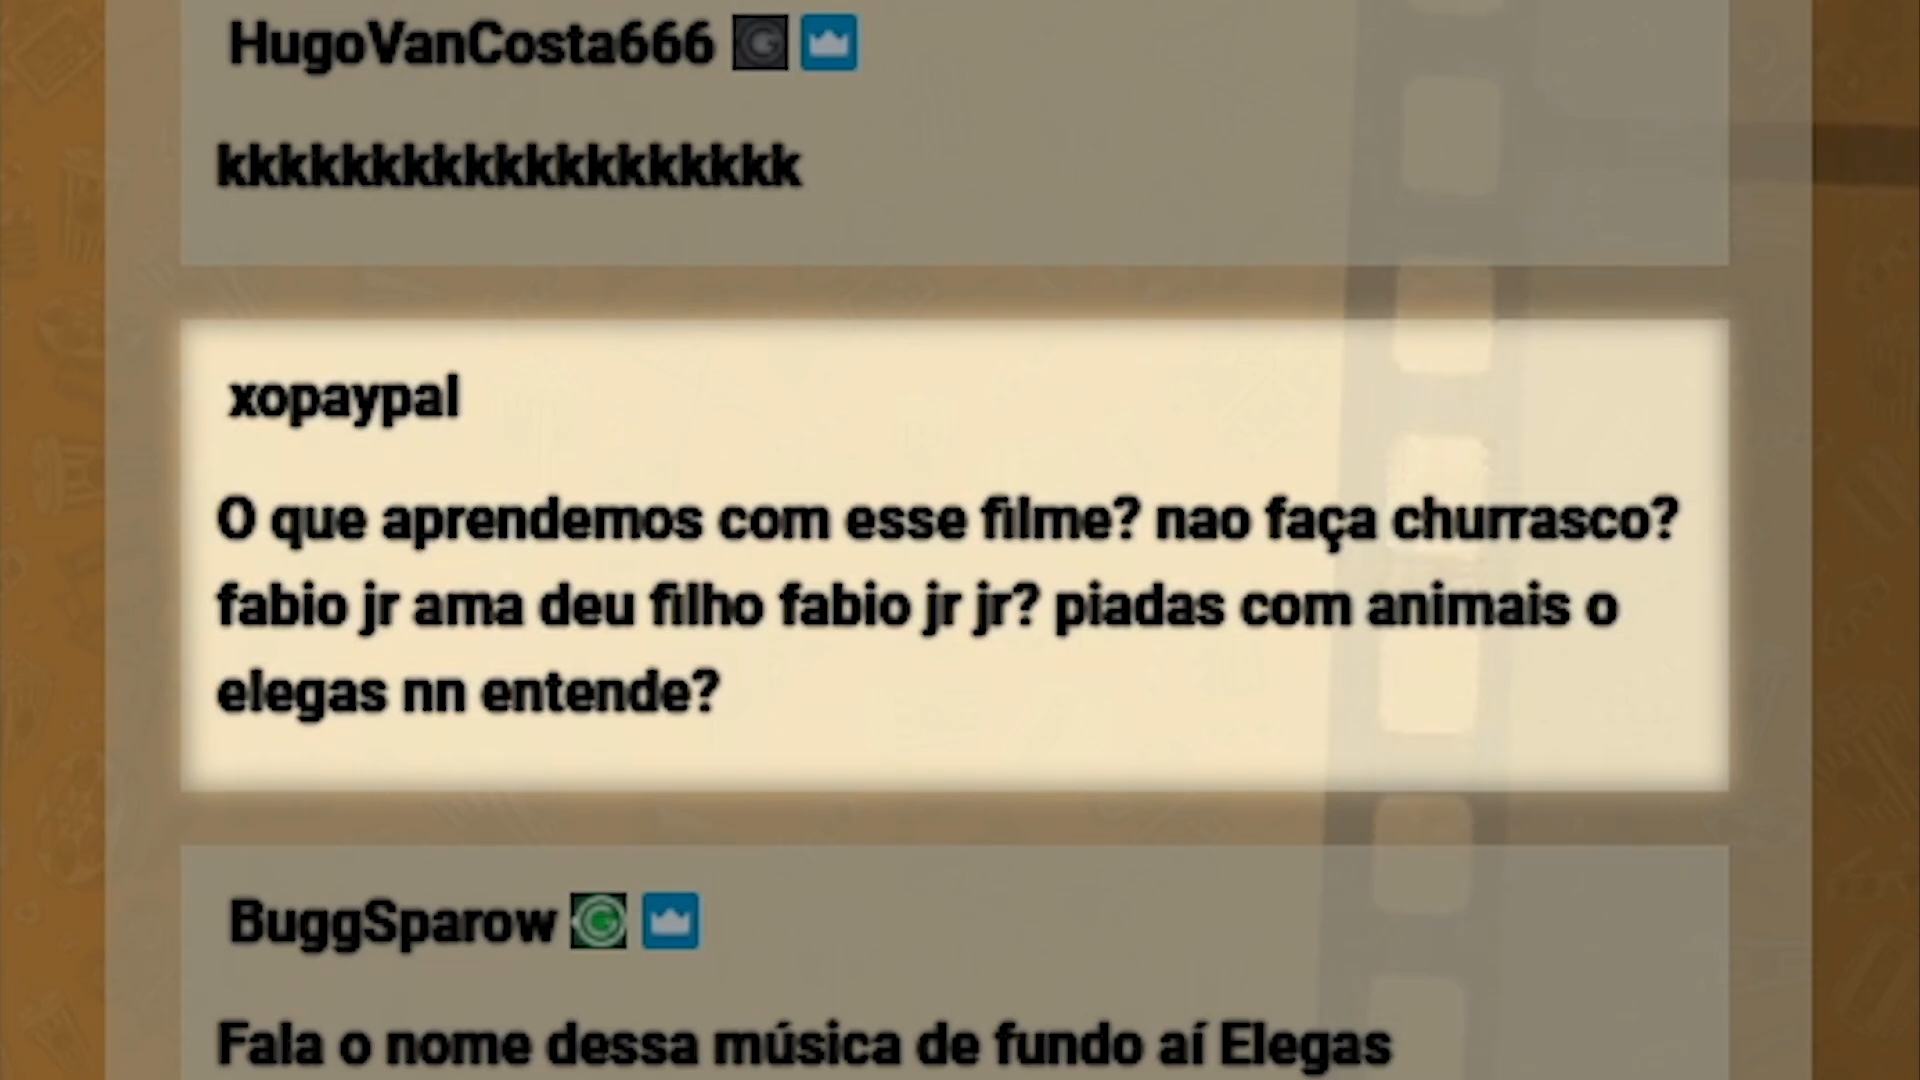 HugoVanCosta666
kkkkkkkkkkkkkkkkkkk
xopaypal
O que aprendemos com esse filme? nao faça churrasco?
fabio jr ama deu filho fabio jr jr? piadas com animais o
elegas nn entende?
BuggSparow
Fala o nome dessa música de fundo aí Elegas